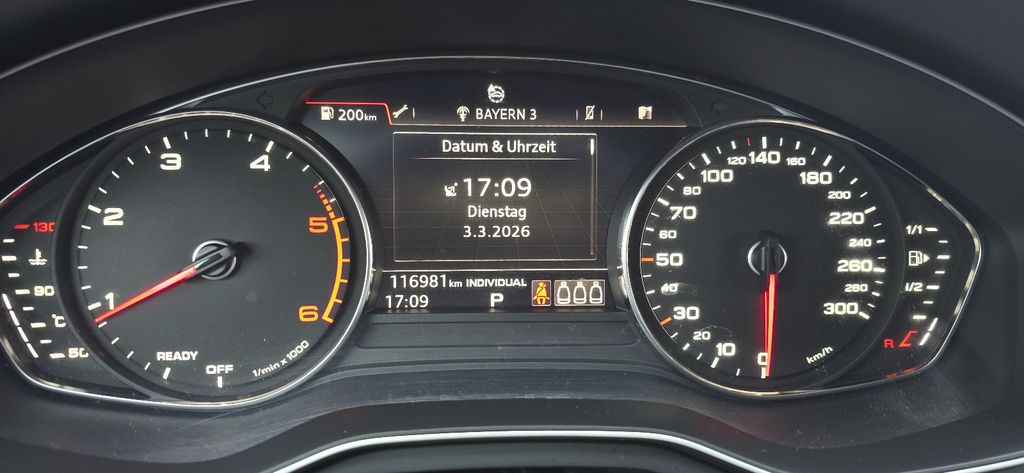 200km
BAYERN 3
Datum & Uhrzeit
17:09
Dienstag
3.3.2026
116981km INDIVIDUAL
17:09 P
1
2
3
4
5
6
READY
OFF
1/min x 1000
130
90
°C
50
0
10
20
30
40
50
60
70
80
100
120
140
160
180
200
220
240
260
280
300
km/h
1/1
1/2
R